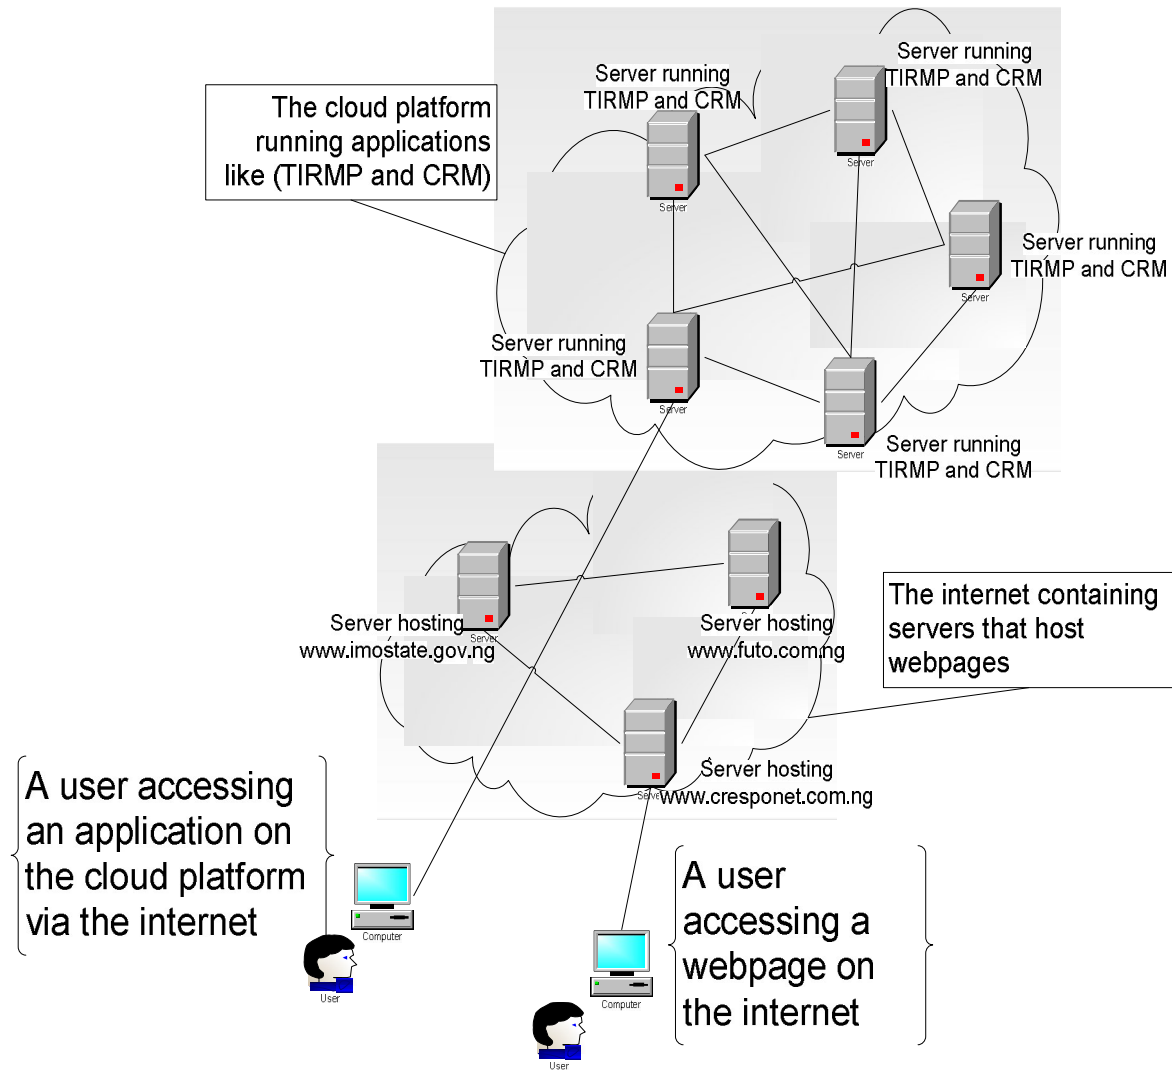 Server running
TIRMP and CRM
Server
Server running
TIRMP and CRM
Server
The cloud platform
running applications
like (TIRMP and CRM)
Server running
TIRMP and CRM
Server
Server running
TIRMP and CRM
Server
Server running
TIRMP and CRM
Server
Server hosting
www.imostate.gov.ng
Server
Server hosting
www.futo.com.ng
The internet containing
servers that host
webpages
Server hosting
www.cresponet.com.ng
A user accessing
an application on
the cloud platform
via the internet
Computer
User
A user
accessing a
webpage on
the internet
Computer
User